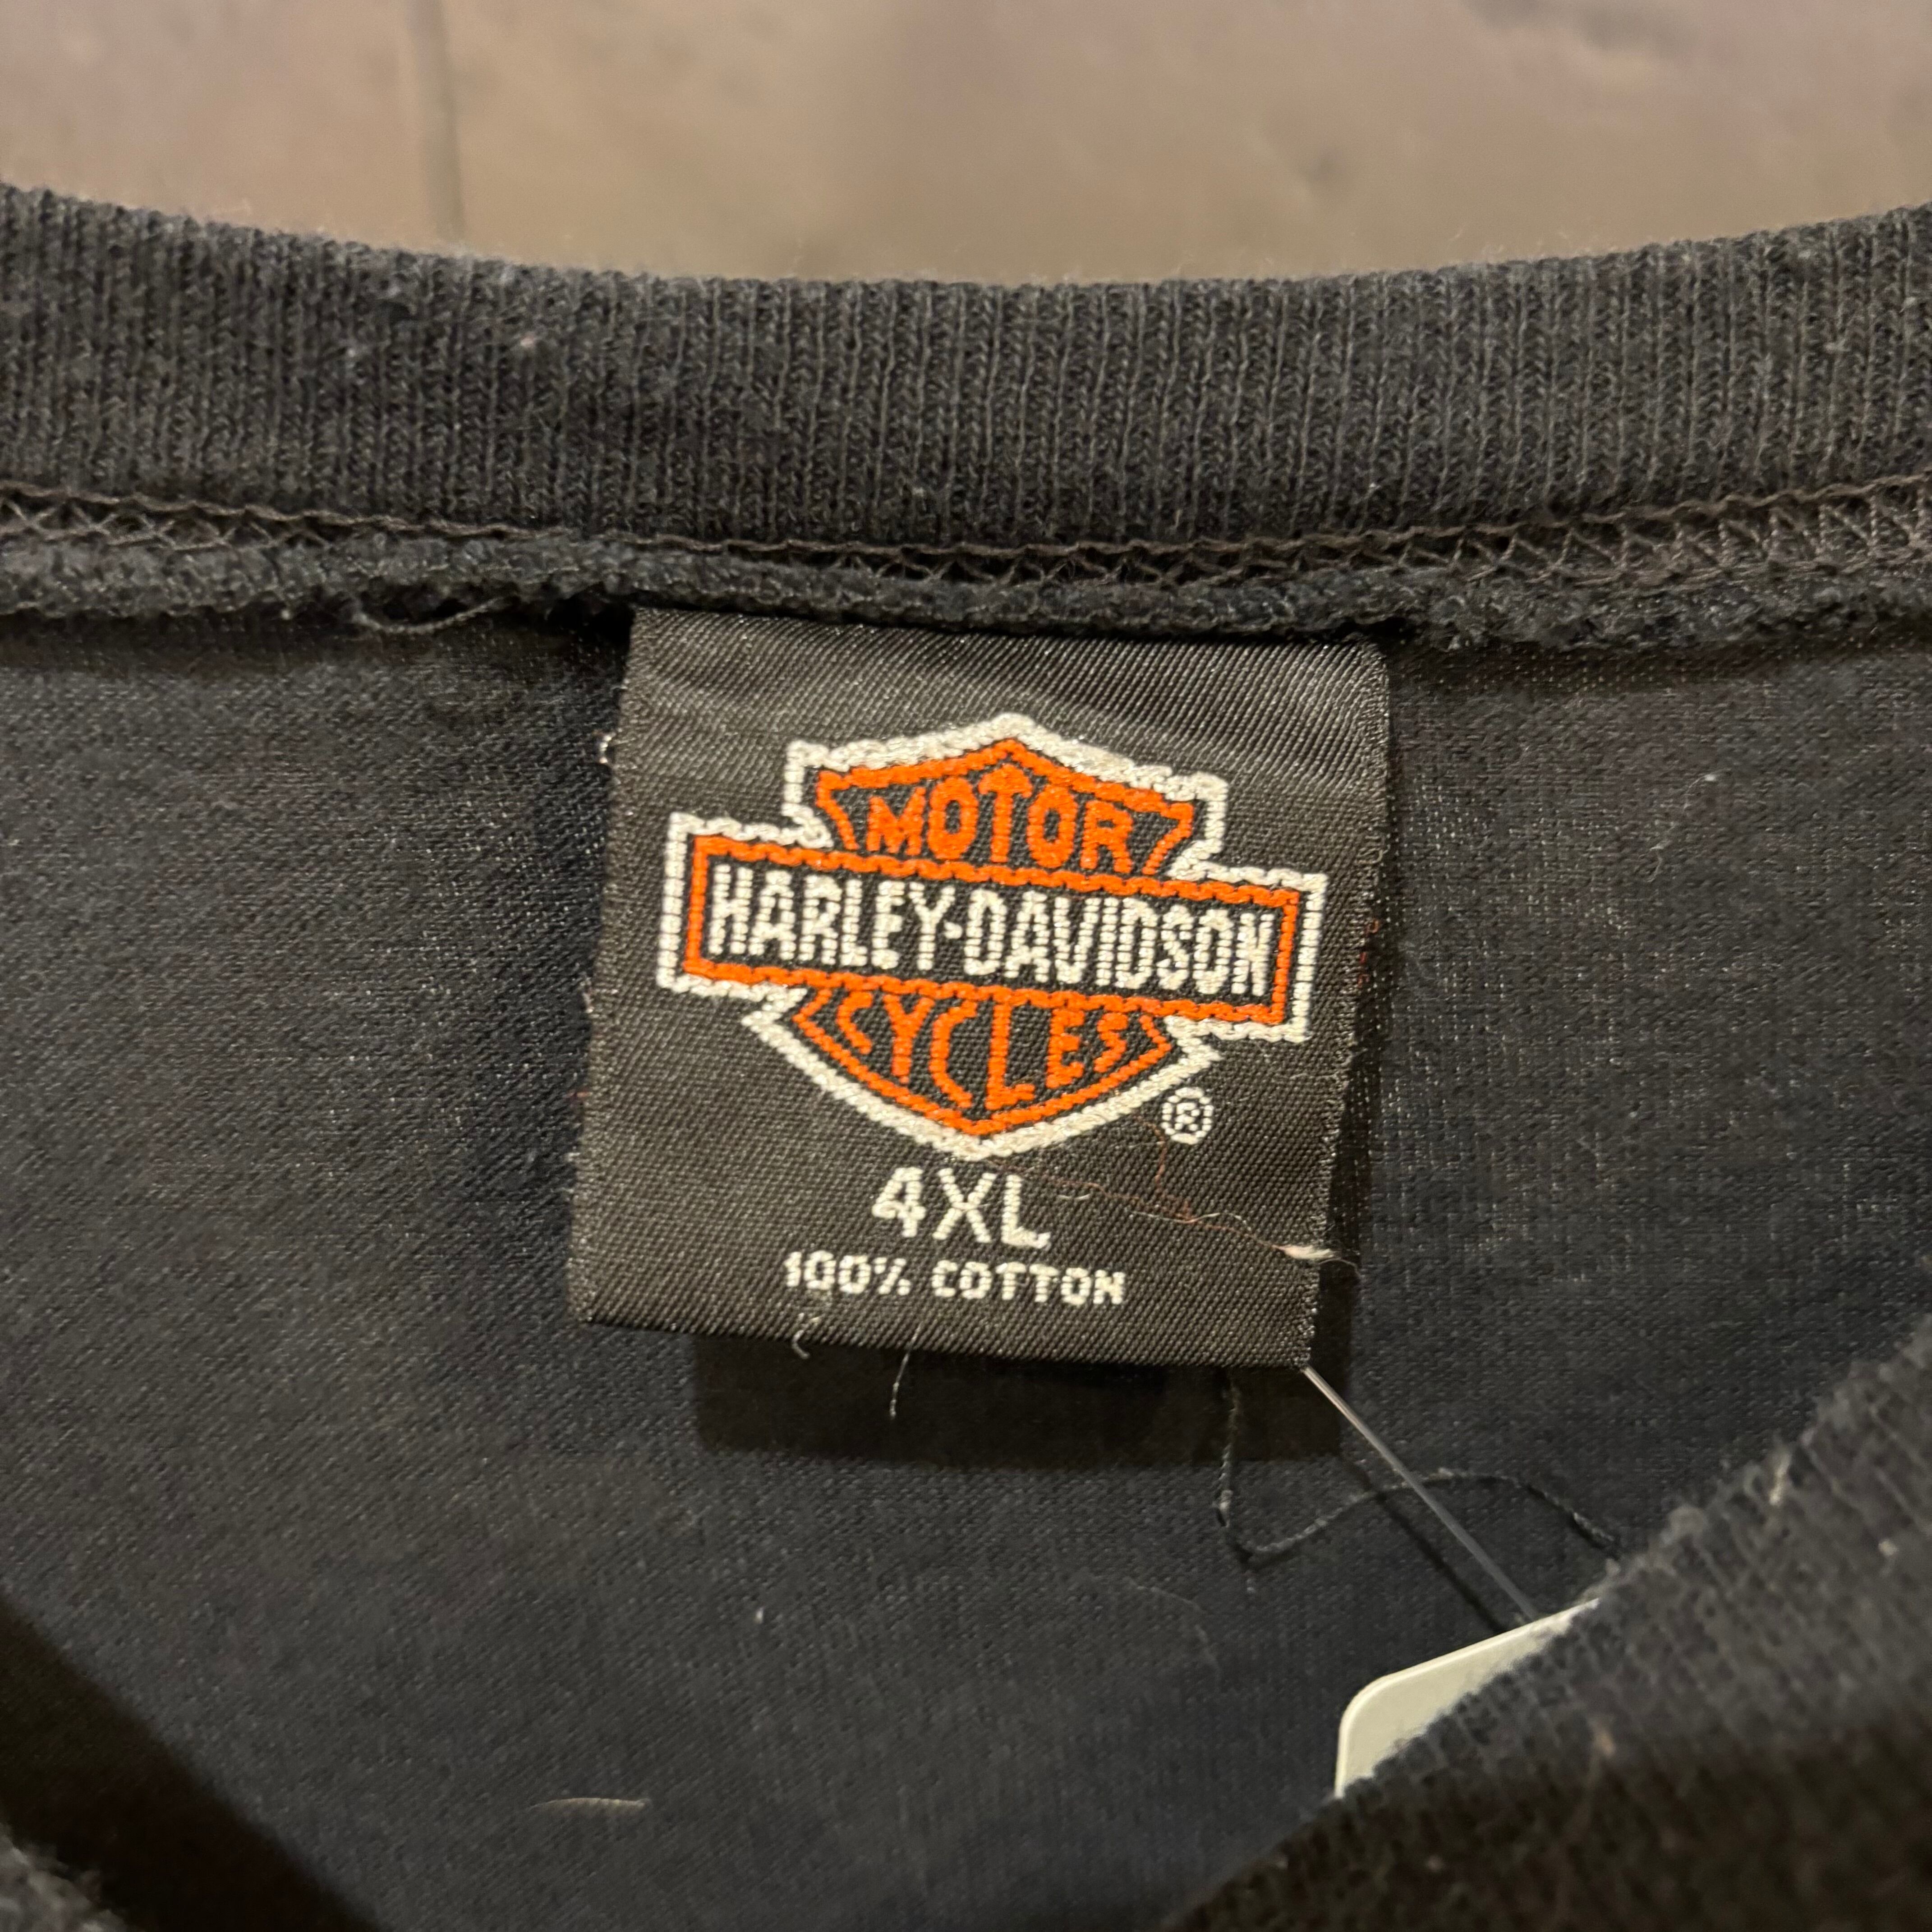 MOTOR
HARLEY-DAVIDSON
CYCLES
®
4XL
100% COTTON